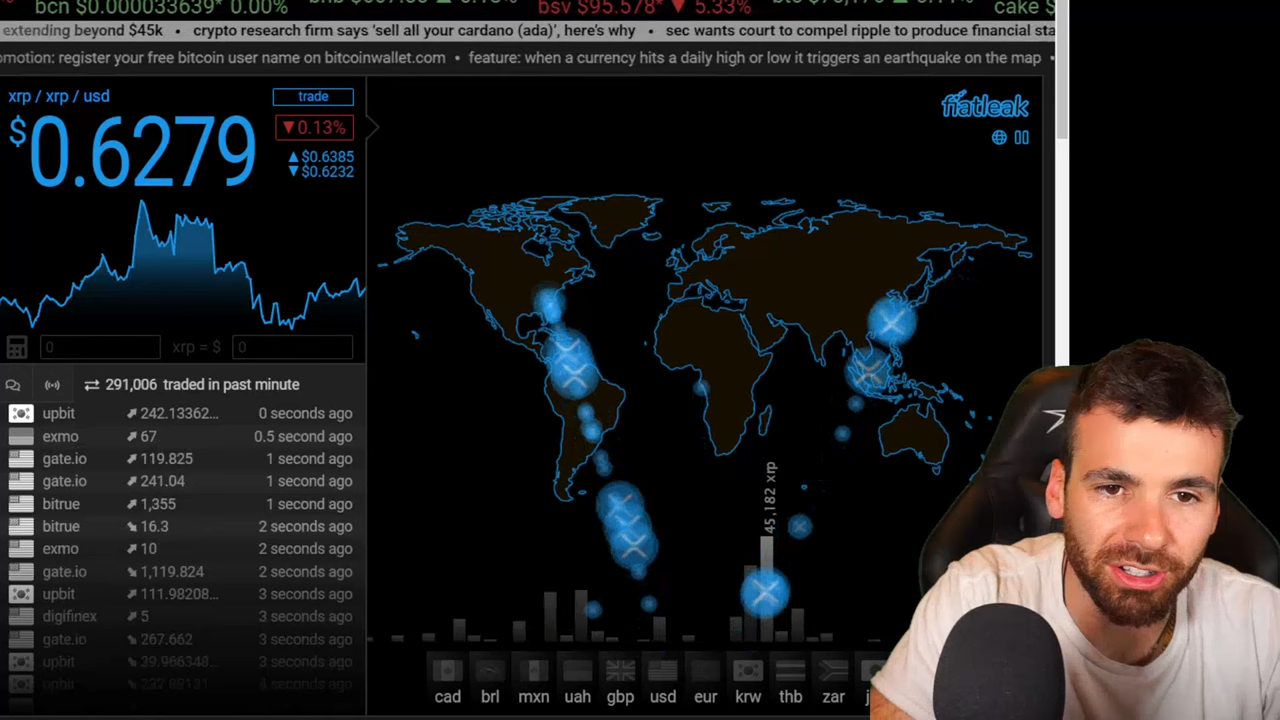 bcn $0.000033639* 0.00%
bsv $95.578* ▼ 5.33%
cake $
extending beyond $45k • crypto research firm says ‘sell all your cardano (ada)’, here’s why • sec wants court to compel ripple to produce financial sta
motion: register your free bitcoin user name on bitcoinwallet.com • feature: when a currency hits a daily high or low it triggers an earthquake on the map •
xrp / xrp / usd
trade
fiatleak
$0.6279
▼0.13%
▲$0.6385
▼$0.6232
0 xrp = $ 0
291,006 traded in past minute
upbit 242.13362... 0 seconds ago
exmo 67 0.5 second ago
gate.io 119.825 1 second ago
gate.io 241.04 1 second ago
bitrue 1,355 1 second ago
bitrue 16.3 2 seconds ago
exmo 10 2 seconds ago
gate.io 1,119.824 2 seconds ago
upbit 111.98208... 3 seconds ago
digifinex 5 3 seconds ago
gate.io 267.662 3 seconds ago
upbit 39.966348... 3 seconds ago
upbit 4 seconds ago
45,182 xrp
cad brl mxn uah gbp usd eur krw thb zar